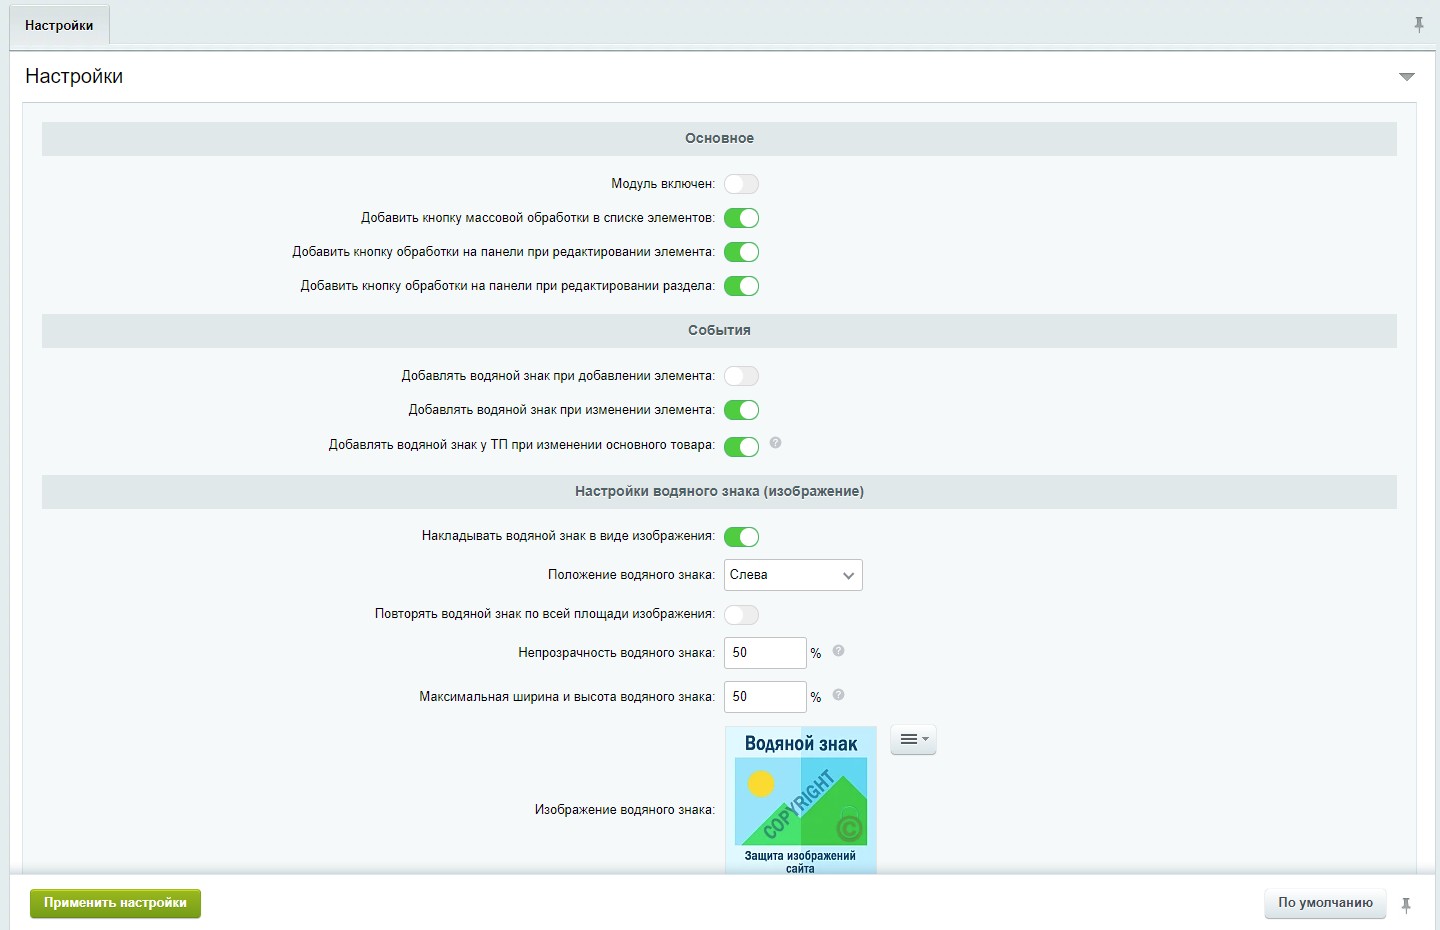 Настройки
Настройки
Основное
Модуль включен:
Добавить кнопку массовой обработки в списке элементов:
Добавить кнопку обработки на панели при редактировании элемента:
Добавить кнопку обработки на панели при редактировании раздела:
События
Добавлять водяной знак при добавлении элемента:
Добавлять водяной знак при изменении элемента:
Добавлять водяной знак у ТП при изменении основного товара: ?
Настройки водяного знака (изображение)
Накладывать водяной знак в виде изображения:
Положение водяного знака: Слева
Повторять водяной знак по всей площади изображения:
Непрозрачность водяного знака: 50 % ?
Максимальная ширина и высота водяного знака: 50 % ?
Водяной знак
COPYRIGHT
©
Изображение водяного знака:
Защита изображений
сайта
Применить настройки
По умолчанию